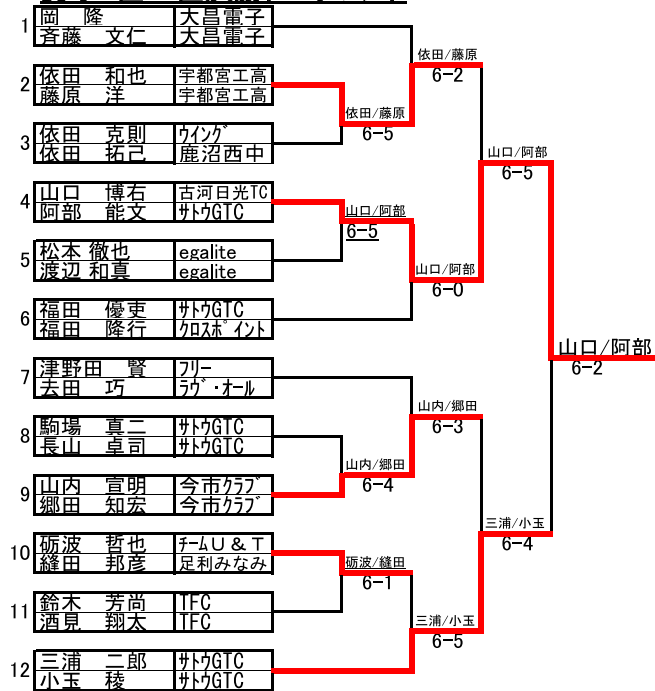 1 岡 隆 大昌電子
斉藤 文仁 大昌電子
2 依田 和也 宇都宮工高
藤原 洋 宇都宮工高
3 依田 克則 ウイング
依田 拓己 鹿沼西中
4 山口 博右 古河日光TC
阿部 能文 サトウGTC
5 松本 徹也 egalite
渡辺 和真 egalite
6 福田 優吏 サトウGTC
福田 隆行 クロスポイント
7 津野田 賢 フリー
去田 巧 ラヴ・オール
8 駒場 真二 サトウGTC
長山 卓司 サトウGTC
9 山内 宣明 今市クラブ
郷田 知宏 今市クラブ
10 砺波 哲也 チームU&T
縫田 邦彦 足利みなみ
11 鈴木 芳尚 TFC
酒見 翔太 TFC
12 三浦 二郎 サトウGTC
小玉 稜 サトウGTC
依田/藤原
6-5
山口/阿部
6-5
山内/郷田
6-4
砺波/縫田
6-1
依田/藤原
6-2
山口/阿部
6-0
山内/郷田
6-3
三浦/小玉
6-5
山口/阿部
6-5
三浦/小玉
6-4
山口/阿部
6-2